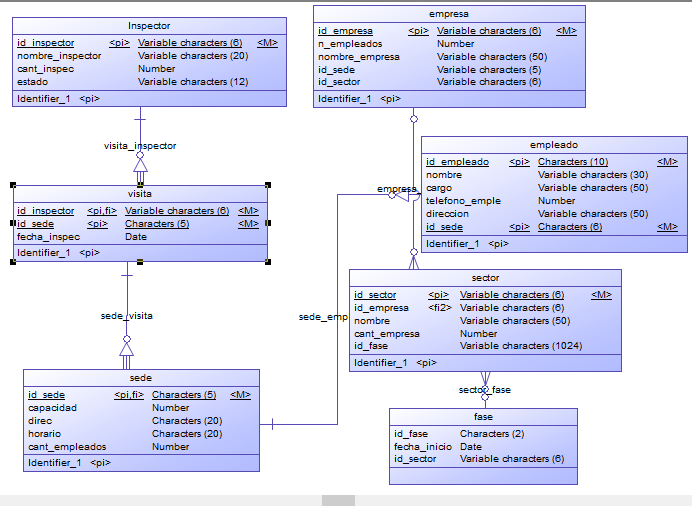 Inspector
id_inspector <pi> Variable characters (6) <M>
nombre_inspector Variable characters (20)
cant_inspec Number
estado Variable characters (12)
Identifier_1 <pi>
empresa
id_empresa <pi> Variable characters (6) <M>
n_empleados Number
nombre_empresa Variable characters (50)
id_sede Variable characters (5)
id_sector Variable characters (6)
Identifier_1 <pi>
visita_inspector
empleado
id_empleado <pi> Characters (10) <M>
nombre Variable characters (30)
cargo Variable characters (50)
telefono_emple Number
direccion Variable characters (50)
id_sede <pi> Characters (6) <M>
Identifier_1 <pi>
empresa
visita
id_inspector <pi,fi> Variable characters (6) <M>
id_sede <pi> Characters (5) <M>
fecha_inspec Date
Identifier_1 <pi>
sector
id_sector <pi> Variable characters (6) <M>
id_empresa <fi2> Variable characters (6)
nombre Variable characters (50)
cant_empresa Number
id_fase Variable characters (1024)
Identifier_1 <pi>
sede_visita
sede_empl
sede
id_sede <pi,fi> Characters (5) <M>
capacidad Number
direc Characters (20)
horario Characters (20)
cant_empleados Number
Identifier_1 <pi>
sector_fase
fase
id_fase Characters (2)
fecha_inicio Date
id_sector Variable characters (6)